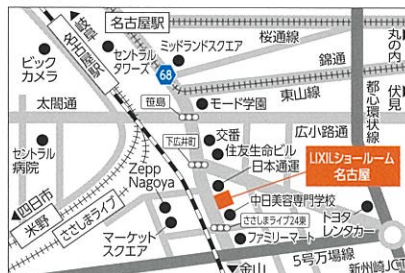 岐阜
名古屋駅
名古屋駅
セントラル
タワーズ
ミッドランドスクエア
桜通
錦通
丸の内
ビック
カメラ
68
東山線
伏見
太閤通
笹島
モード学園
都心環状線
下広井町
交番
広小路通
セントラル
病院
住友生命ビル
日本通運
LIXILショールーム
名古屋
Zepp
Nagoya
四日市
米野
ささしまライブ
中日美容専門学校
ささしまライブ24東
トヨタ
レンタカー
マーケット
スクエア
ファミリーマート
金山
5号万場線
新州崎JCT